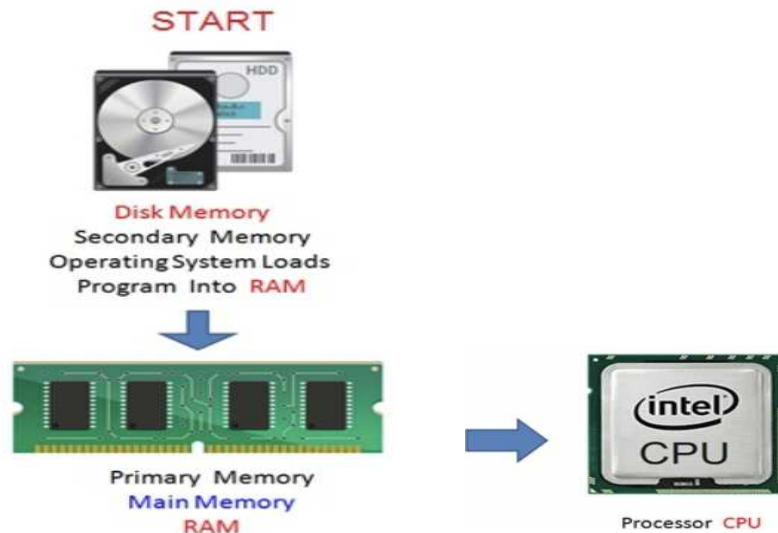 START
HDD
Disk Memory
Secondary Memory
Operating System Loads
Program Into RAM
Primary Memory
Main Memory
RAM
intel
CPU
Processor CPU